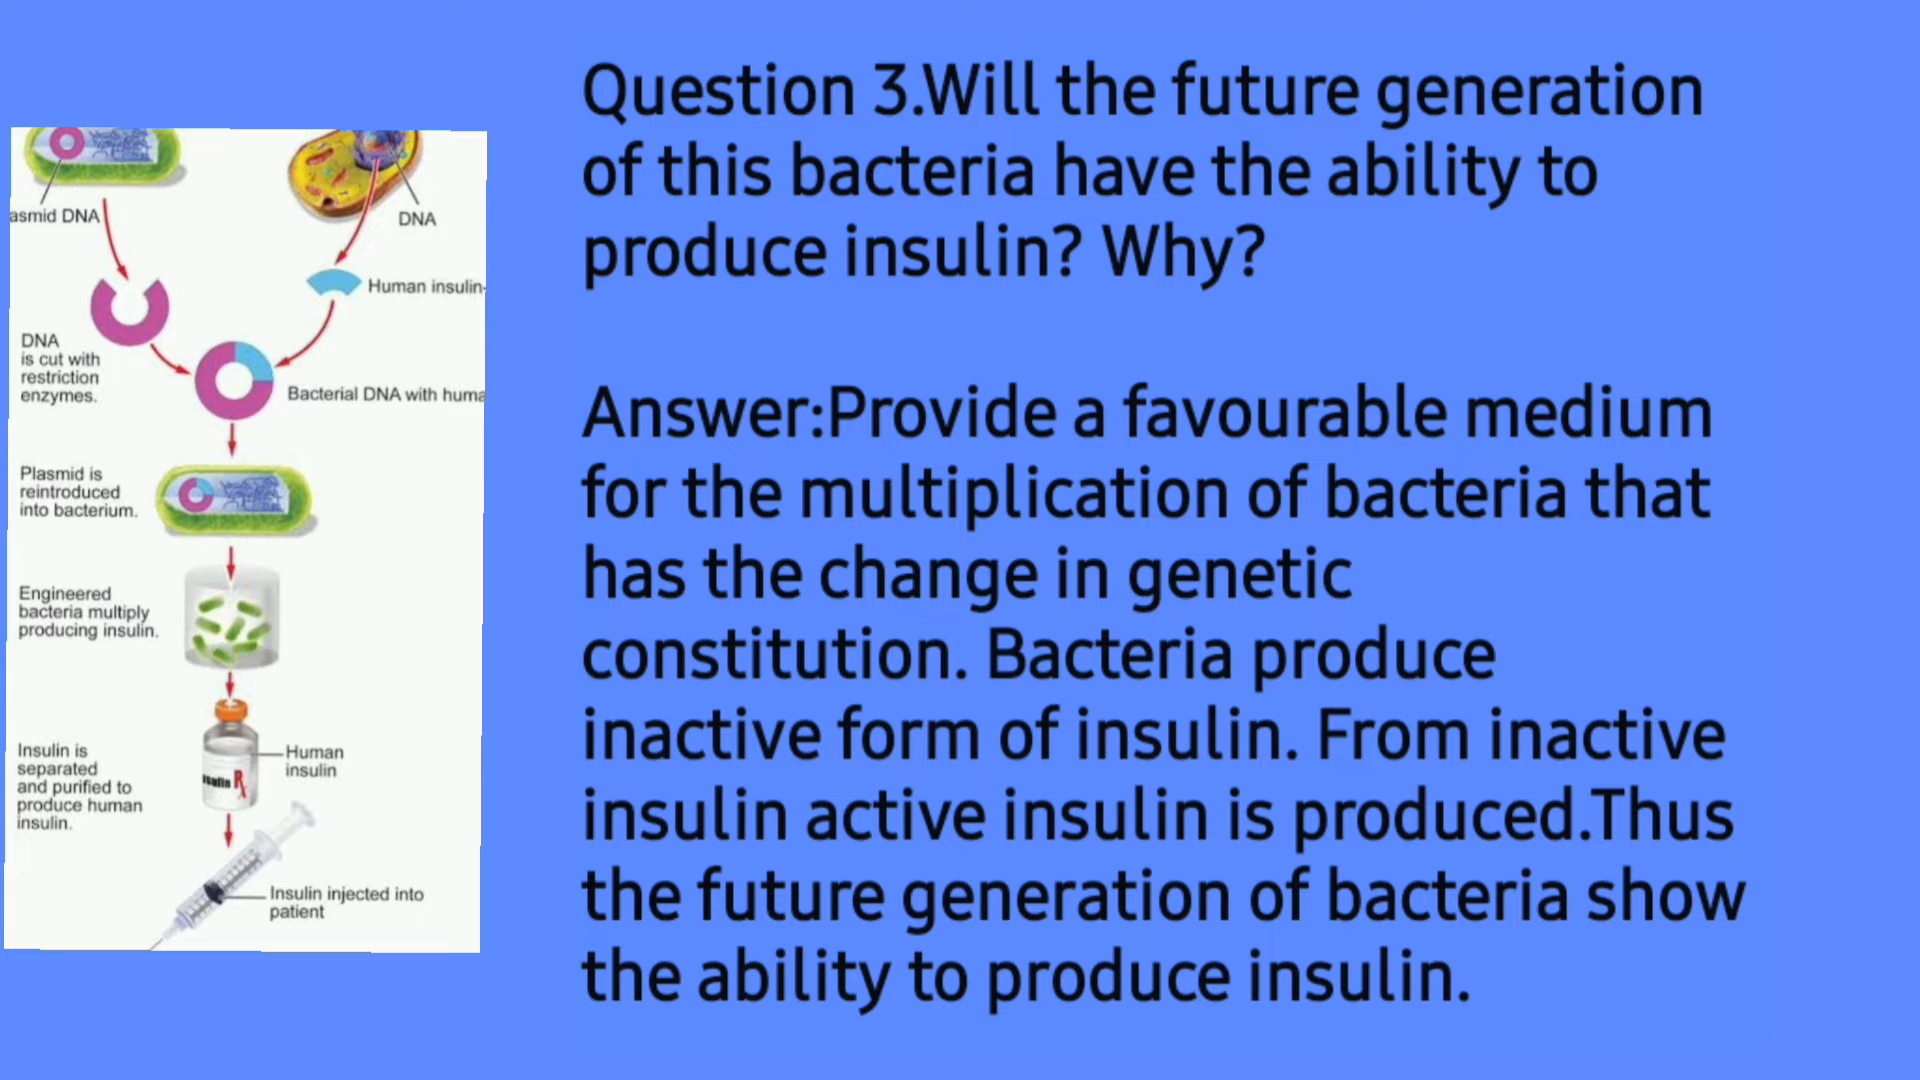 asmid DNA
DNA
Human insulin-
DNA
is cut with
restriction
enzymes.
Bacterial DNA with huma
Plasmid is
reintroduced
into bacterium.
Engineered
bacteria multiply
producing insulin.
Insulin is
separated
and purified to
produce human
insulin.
Human
insulin
sulin R
Insulin injected into
patient
Question 3.Will the future generation
of this bacteria have the ability to
produce insulin? Why?
Answer:Provide a favourable medium
for the multiplication of bacteria that
has the change in genetic
constitution. Bacteria produce
inactive form of insulin. From inactive
insulin active insulin is produced.Thus
the future generation of bacteria show
the ability to produce insulin.